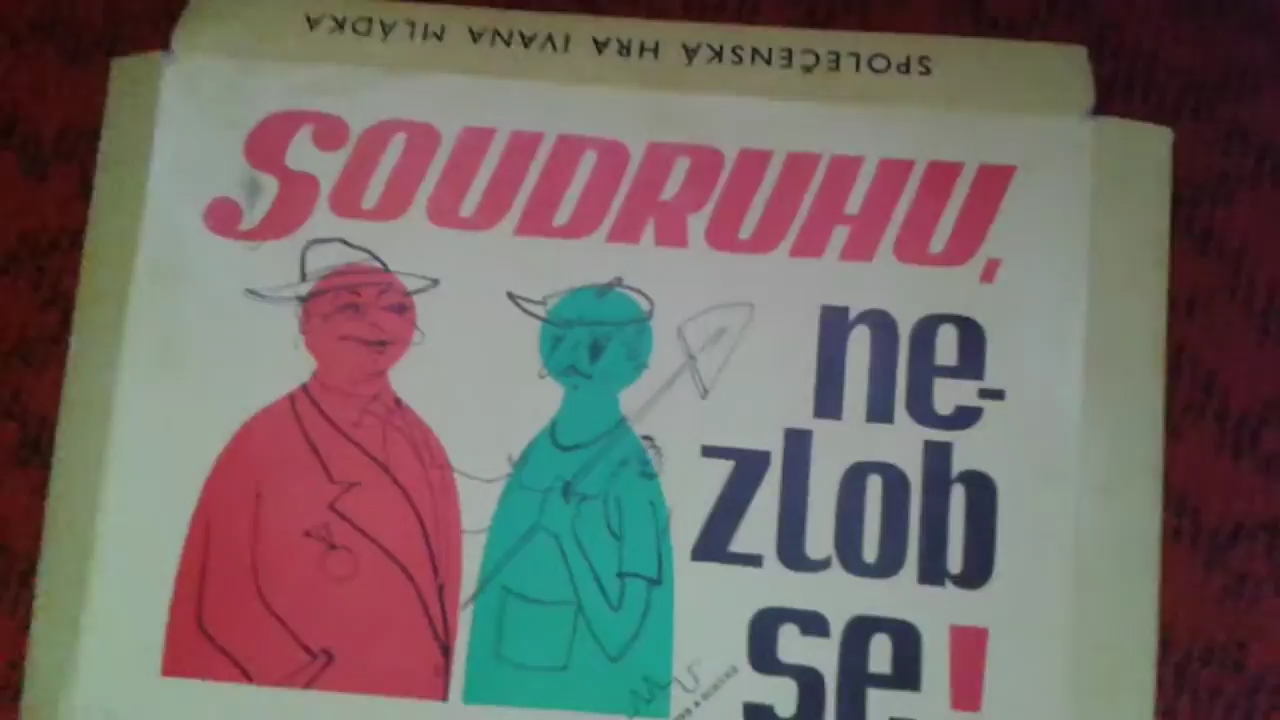 SPOLEČENSKÁ HRA IVANA MLÁDKA
SOUDRUHU,
ne-
zlob
se!